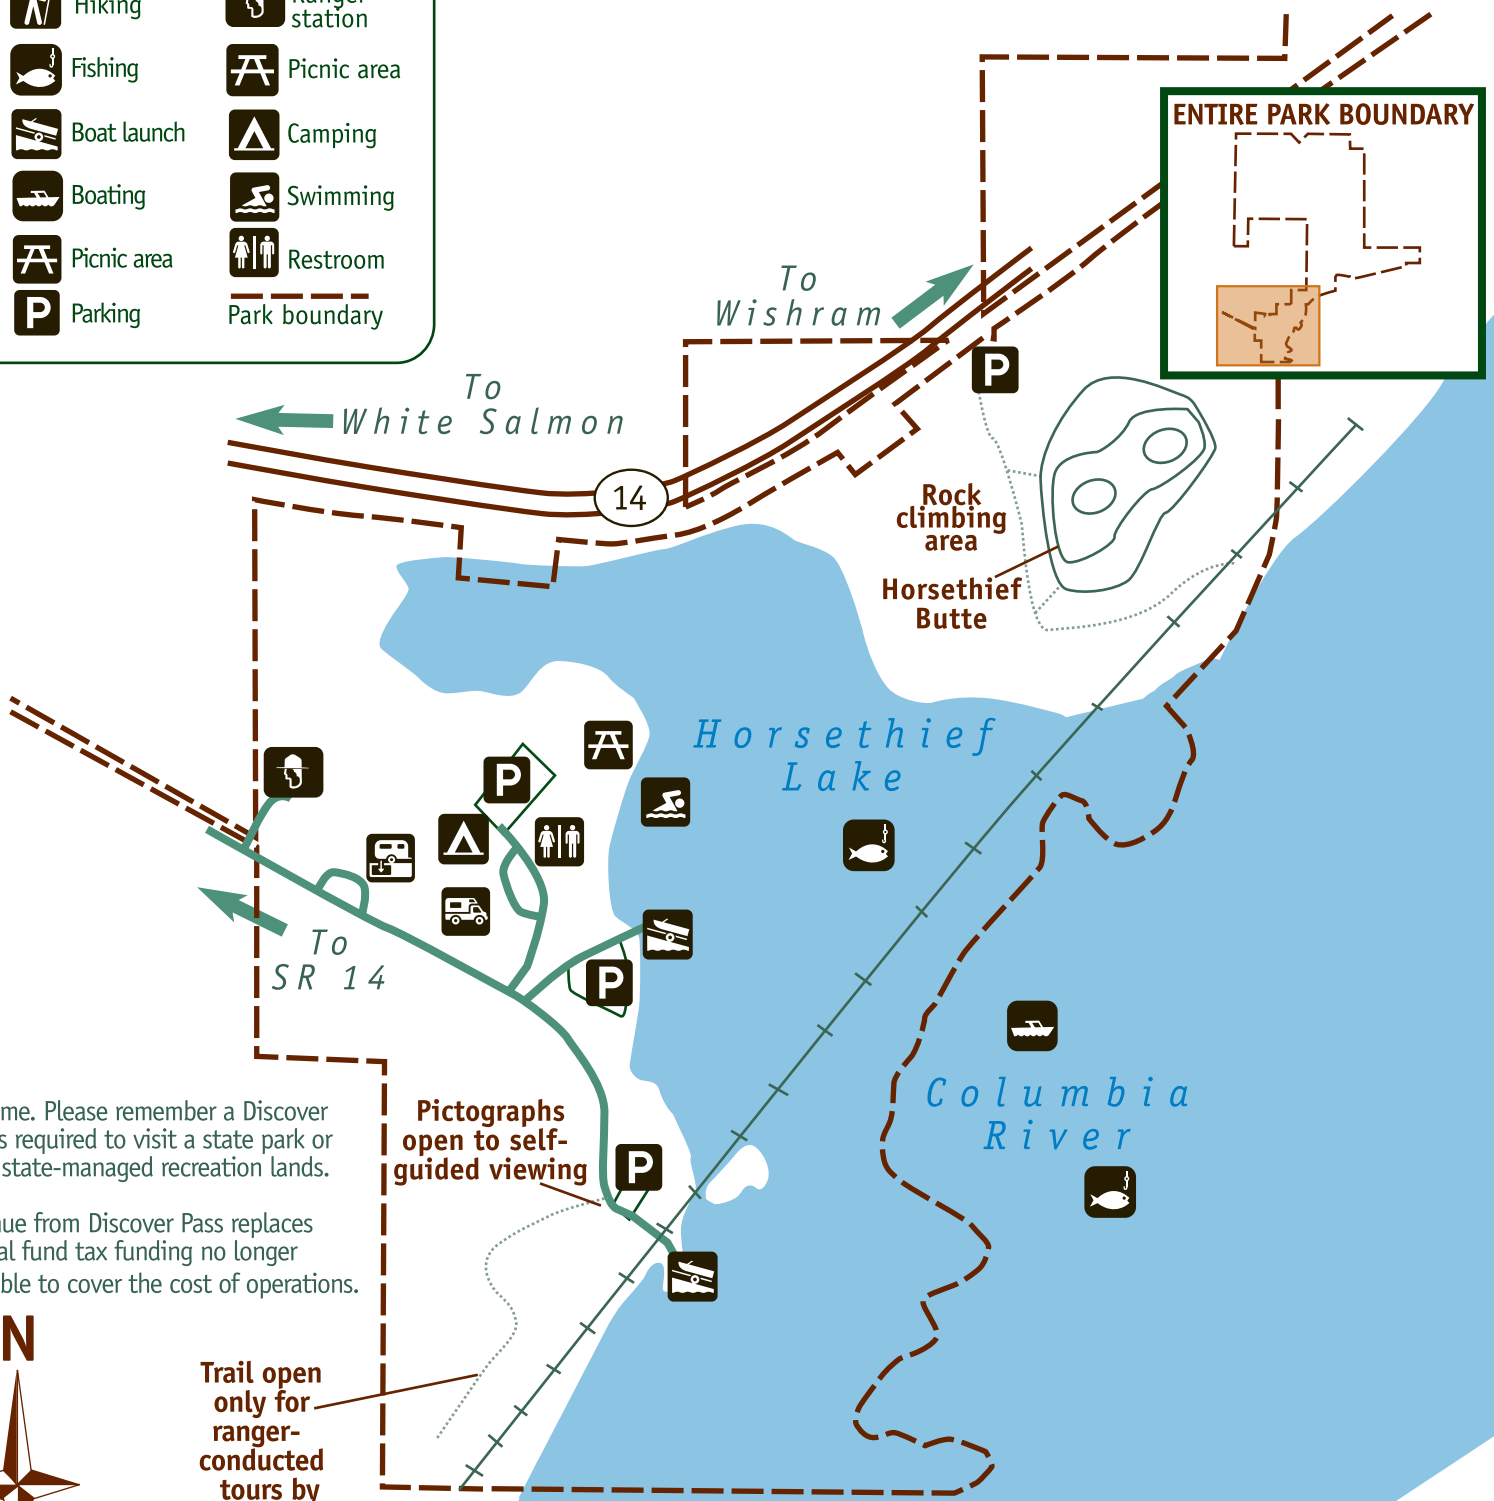 Hiking
Ranger
station
Fishing
Picnic area
Boat launch
Camping
Boating
Swimming
Picnic area
Restroom
P Parking
Park boundary
ENTIRE PARK BOUNDARY
To
Wishram
To
White Salmon
14
P
Rock
climbing
area
Horsethief
Butte
Horsethief
Lake
P
To
SR 14
P
Columbia
River
Pictographs
open to self-
guided viewing
P
me. Please remember a Discover
s required to visit a state park or
state-managed recreation lands.
nue from Discover Pass replaces
al fund tax funding no longer
ble to cover the cost of operations.
N
Trail open
only for
ranger-
conducted
tours by